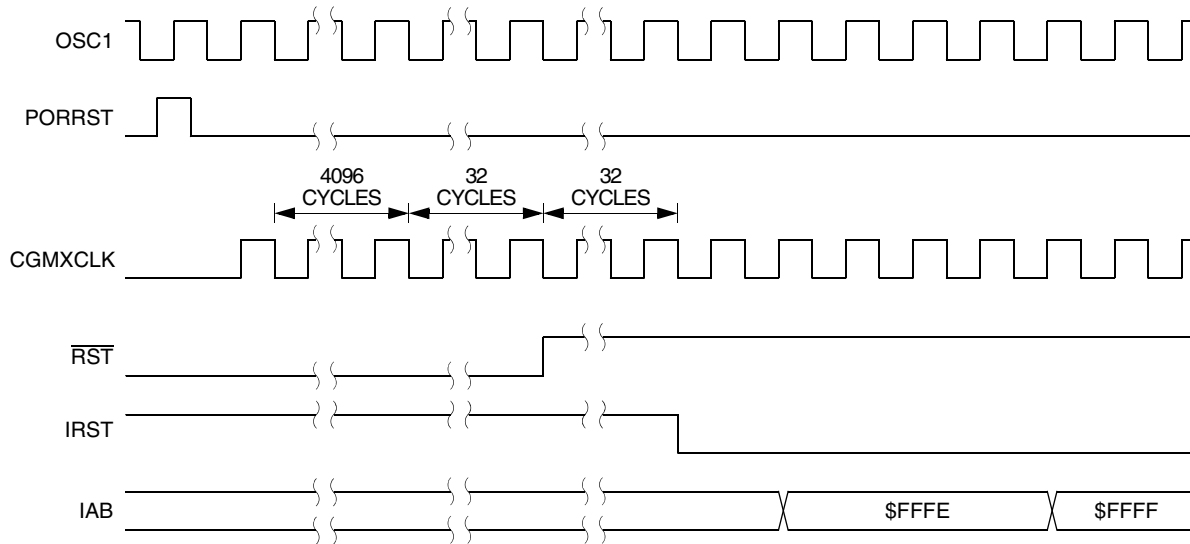 OSC1
PORRST
4096
CYCLES
32
CYCLES
32
CYCLES
CGMXCLK
RST
IRST
IAB
$FFFE
$FFFF